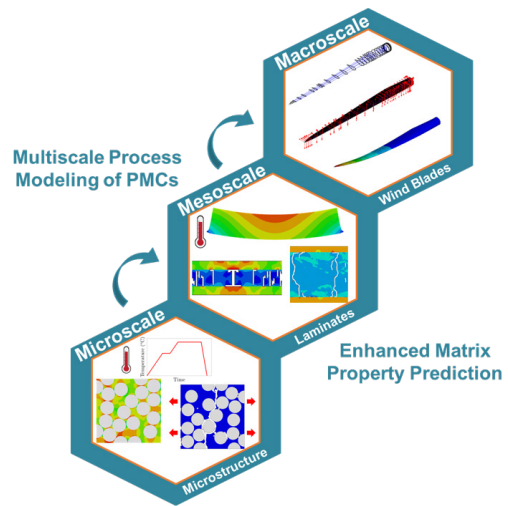 Macroscale
Wind Blades
Multiscale Process
Modeling of PMCs
Mesoscale
Laminates
Enhanced Matrix
Property Prediction
Microscale
Temperature (°C)
Time
Microstructure